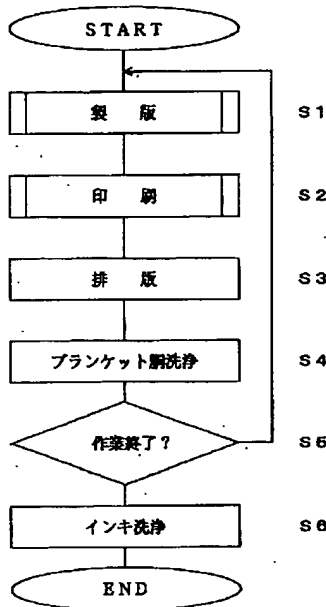 START
製 版 S1
印 刷 S2
排 版 S3
ブランケット胴洗浄 S4
作業終了? S5
インキ洗浄 S6
END